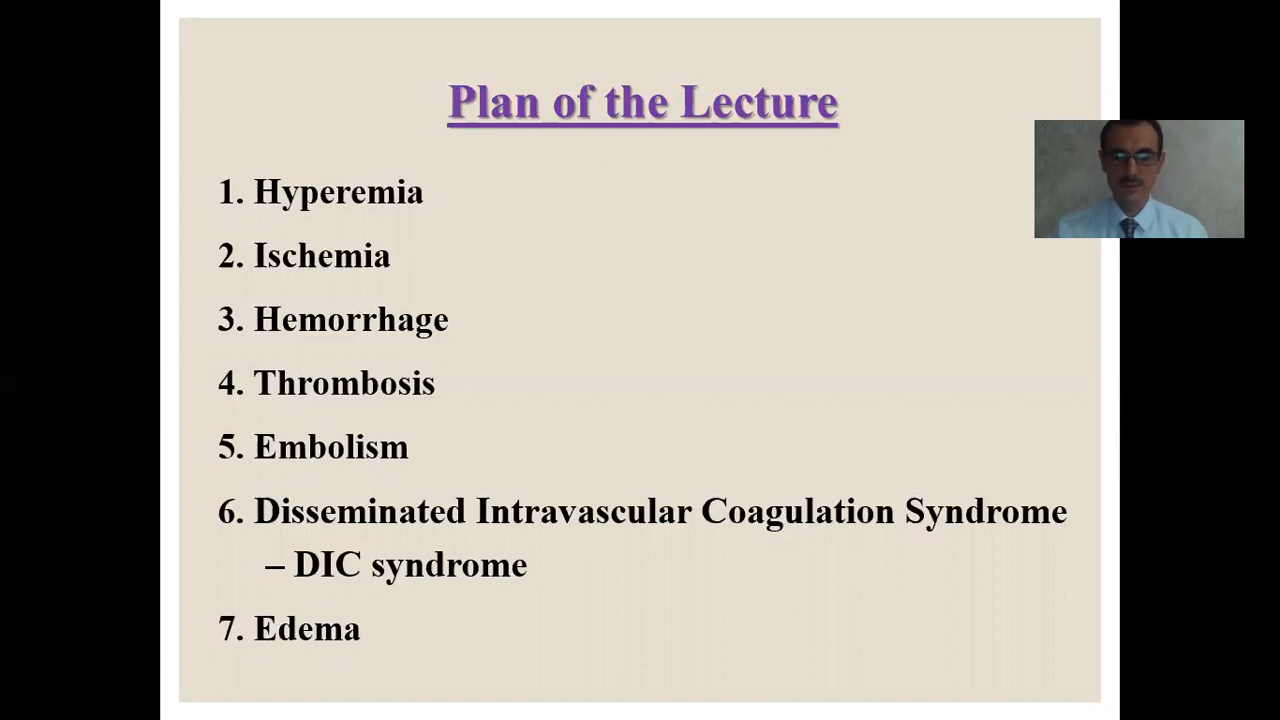 Plan of the Lecture
1. Hyperemia
2. Ischemia
3. Hemorrhage
4. Thrombosis
5. Embolism
6. Disseminated Intravascular Coagulation Syndrome
– DIC syndrome
7. Edema